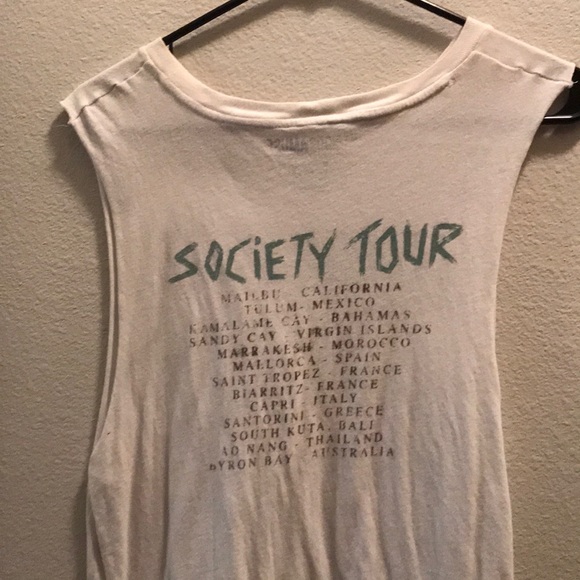 SOCiETY TOUR
MALIBU - CALIFORNIA
TULUM- MEXICO
KAMALAME CAY - BAHAMAS
SANDY CAY - VIRGIN ISLANDS
MARRAKESH - MOROCCO
MALLORCA - SPAIN
SAINT TROPEZ - FRANCE
BIARRITZ- FRANCE
CAPRI - ITALY
SANTORINI - GREECE
SOUTH KUTA, BALI
AO NANG - THAILAND
BYRON BAY - AUSTRALIA